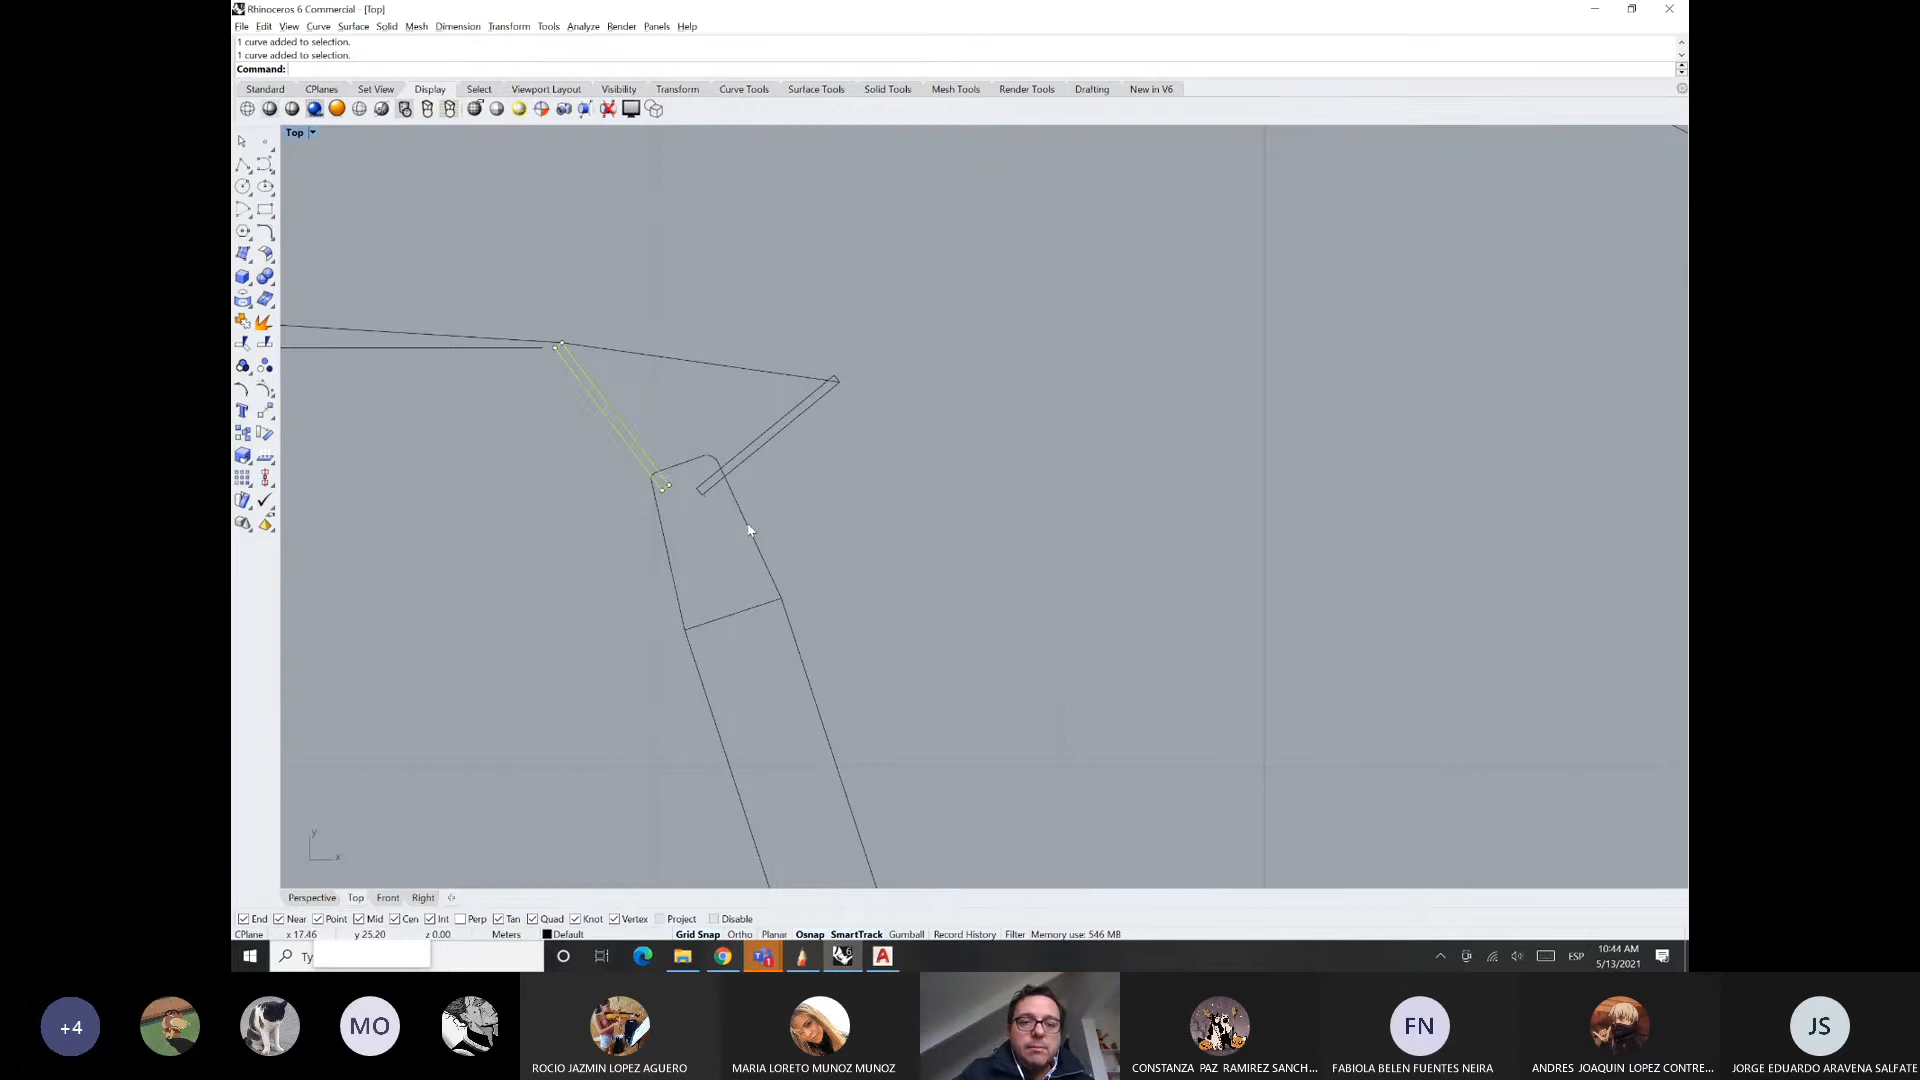 Rhinoceros 6 Commercial - [Top]
File Edit View Curve Surface Solid Mesh Dimension Transform Tools Analyze Render Panels Help
1 curve added to selection.
1 curve added to selection.
Command:
Standard CPlanes Set View Display Select Viewport Layout Visibility Transform Curve Tools Surface Tools Solid Tools Mesh Tools Render Tools Drafting New in V6
Top
y
x
Perspective Top Front Right
End Near Point Mid Cen Int Perp Tan Quad Knot Vertex Project Disable
CPlane x 17.46 y 25.20 z 0.00 Meters Default Grid Snap Ortho Planar Osnap SmartTrack Gumball Record History Filter Memory use: 546 MB
Ty
ESP
10:44 AM
5/13/2021
+4
MO
FN
JS
ROCIO JAZMIN LOPEZ AGUERO
MARIA LORETO MUNOZ MUNOZ
CONSTANZA PAZ RAMIREZ SANCH...
FABIOLA BELEN FUENTES NEIRA
ANDRES JOAQUIN LOPEZ CONTRE...
JORGE EDUARDO ARAVENA SALFATE